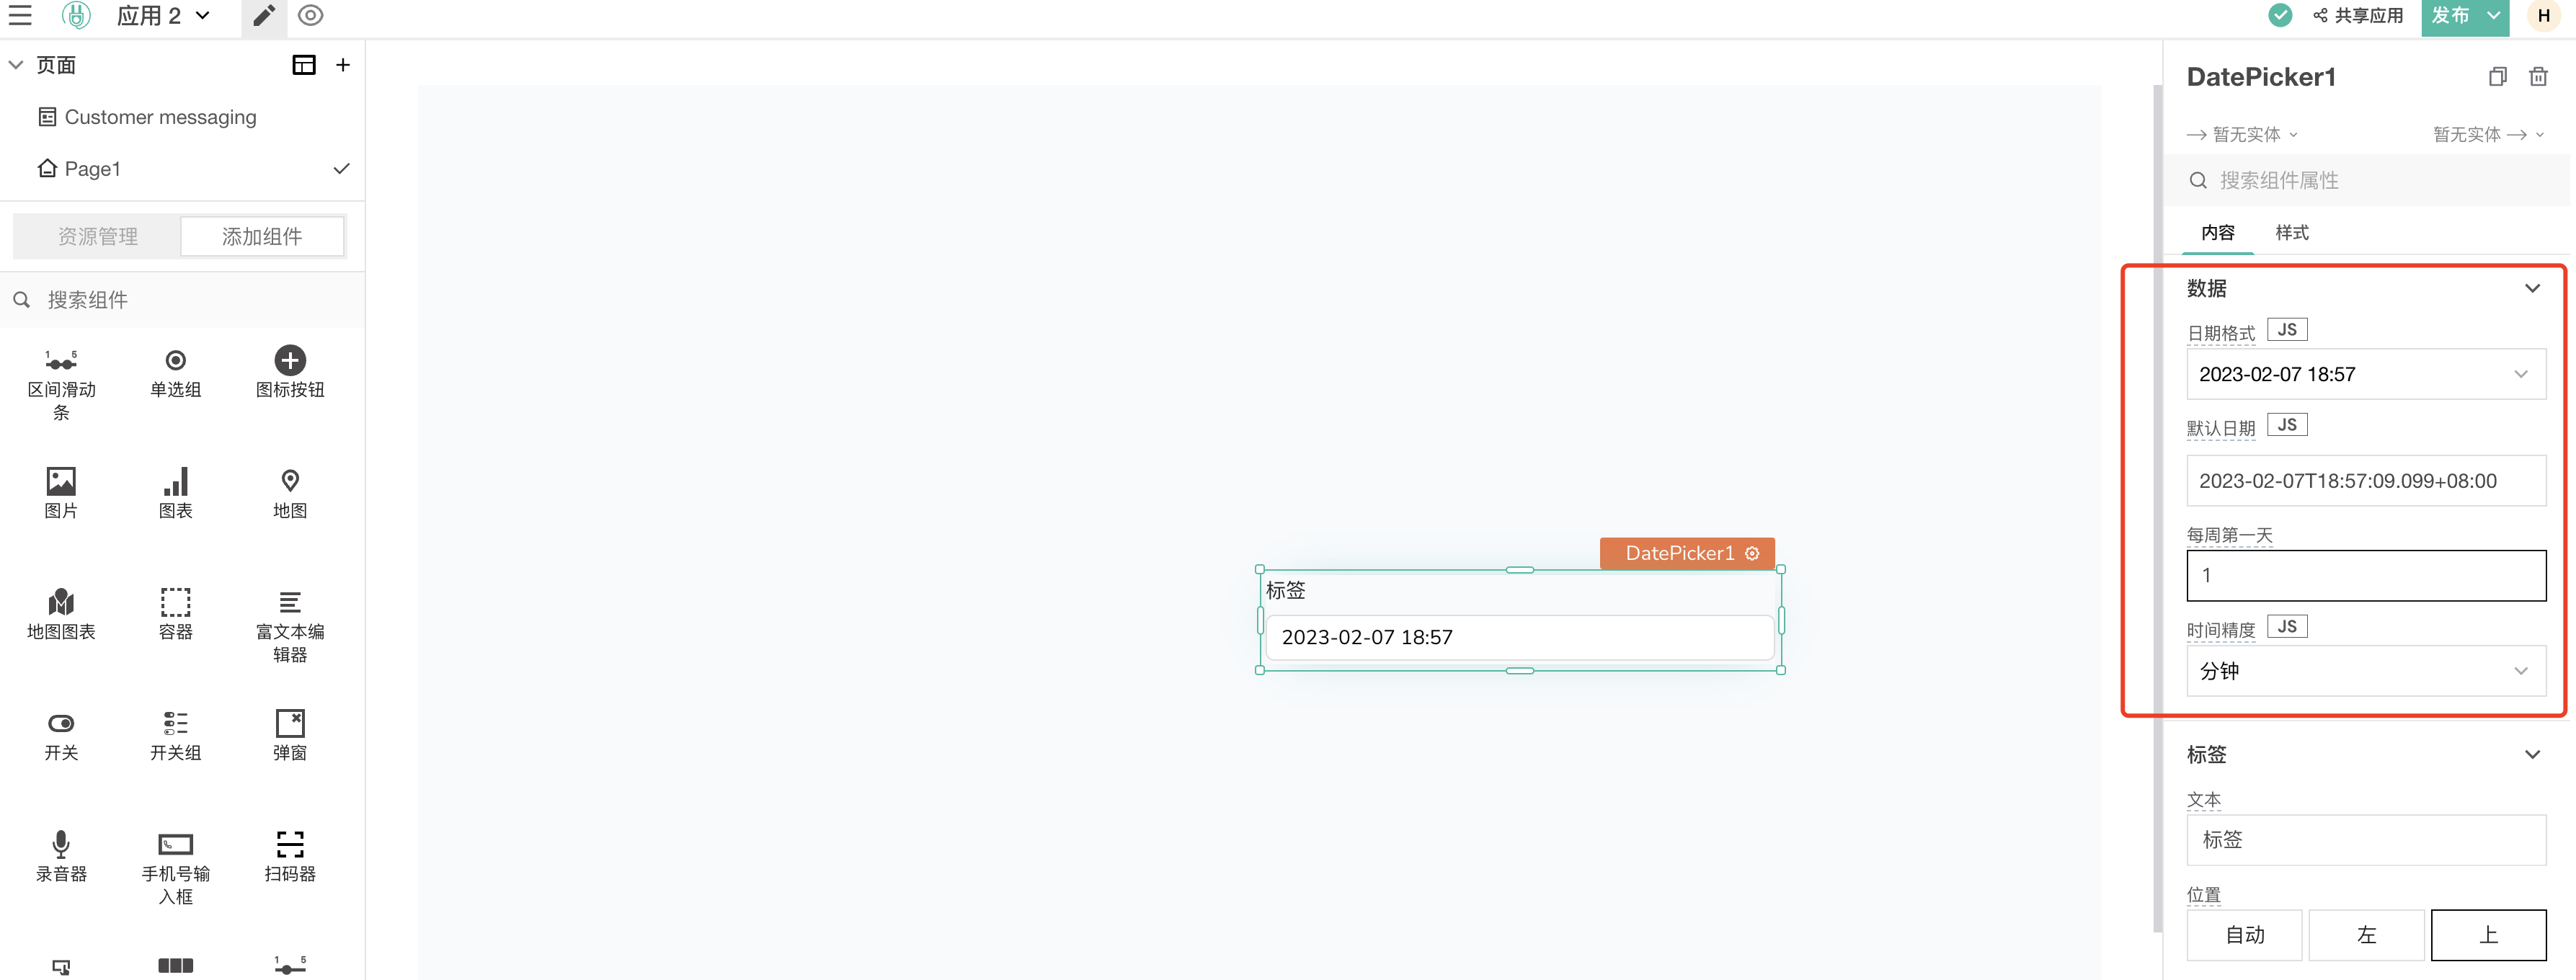 应用 2
共享应用
发布
H
页面
Customer messaging
Page1
资源管理
添加组件
搜索组件
1 5
区间滑动
条
单选组
图标按钮
图片
图表
地图
地图图表
容器
富文本编
辑器
开关
开关组
弹窗
录音器
手机号输
入框
扫码器
1 5
DatePicker1
标签
2023-02-07 18:57
DatePicker1
暂无实体
暂无实体
搜索组件属性
内容
样式
数据
日期格式 JS
2023-02-07 18:57
默认日期 JS
2023-02-07T18:57:09.099+08:00
每周第一天
1
时间精度 JS
分钟
标签
文本
标签
位置
自动
左
上